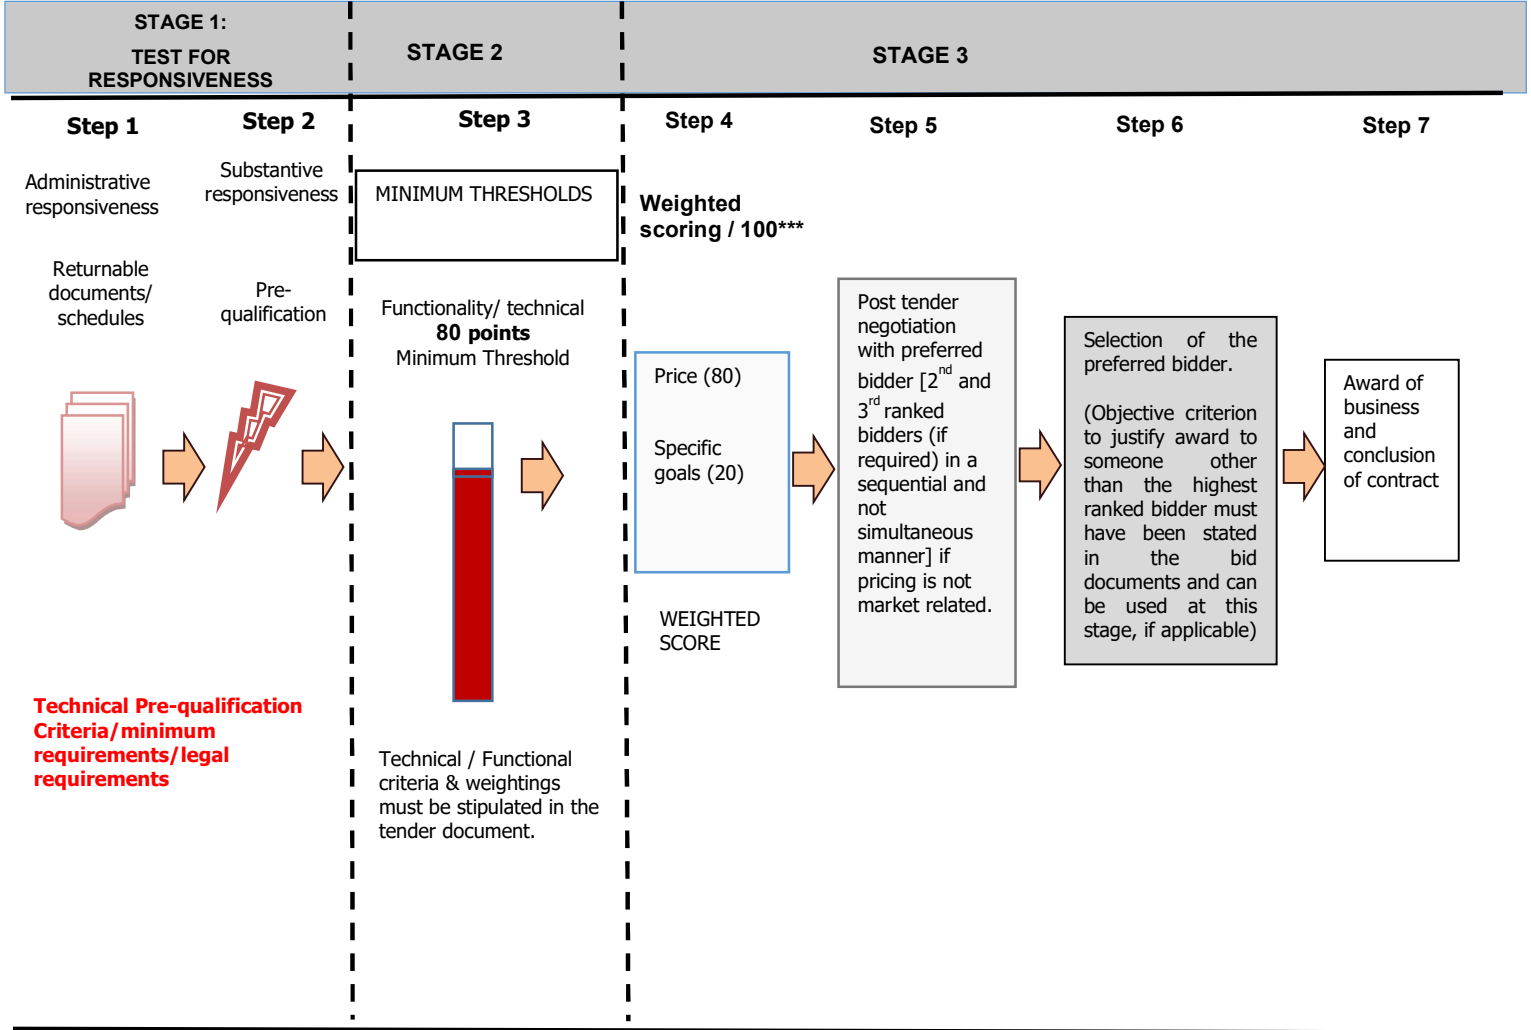 STAGE 1:
TEST FOR
RESPONSIVENESS
STAGE 2
STAGE 3
Step 1
Step 2
Step 3
Step 4
Step 5
Step 6
Step 7
Administrative
responsiveness
Returnable
documents/
schedules
Substantive
responsiveness
Pre-
qualification
Technical Pre-qualification
Criteria/minimum
requirements/legal
requirements
MINIMUM THRESHOLDS
Functionality/ technical
80 points
Minimum Threshold
Technical / Functional
criteria & weightings
must be stipulated in the
tender document.
Weighted
scoring / 100***
Price (80)
Specific
goals (20)
WEIGHTED
SCORE
Post tender
negotiation
with preferred
bidder [2nd and
3rd ranked
bidders (if
required) in a
sequential and
not
simultaneous
manner] if
pricing is not
market related.
Selection of the
preferred bidder.
(Objective criterion
to justify award to
someone other
than the highest
ranked bidder must
have been stated
in the bid
documents and can
be used at this
stage, if applicable)
Award of
business
and
conclusion
of contract